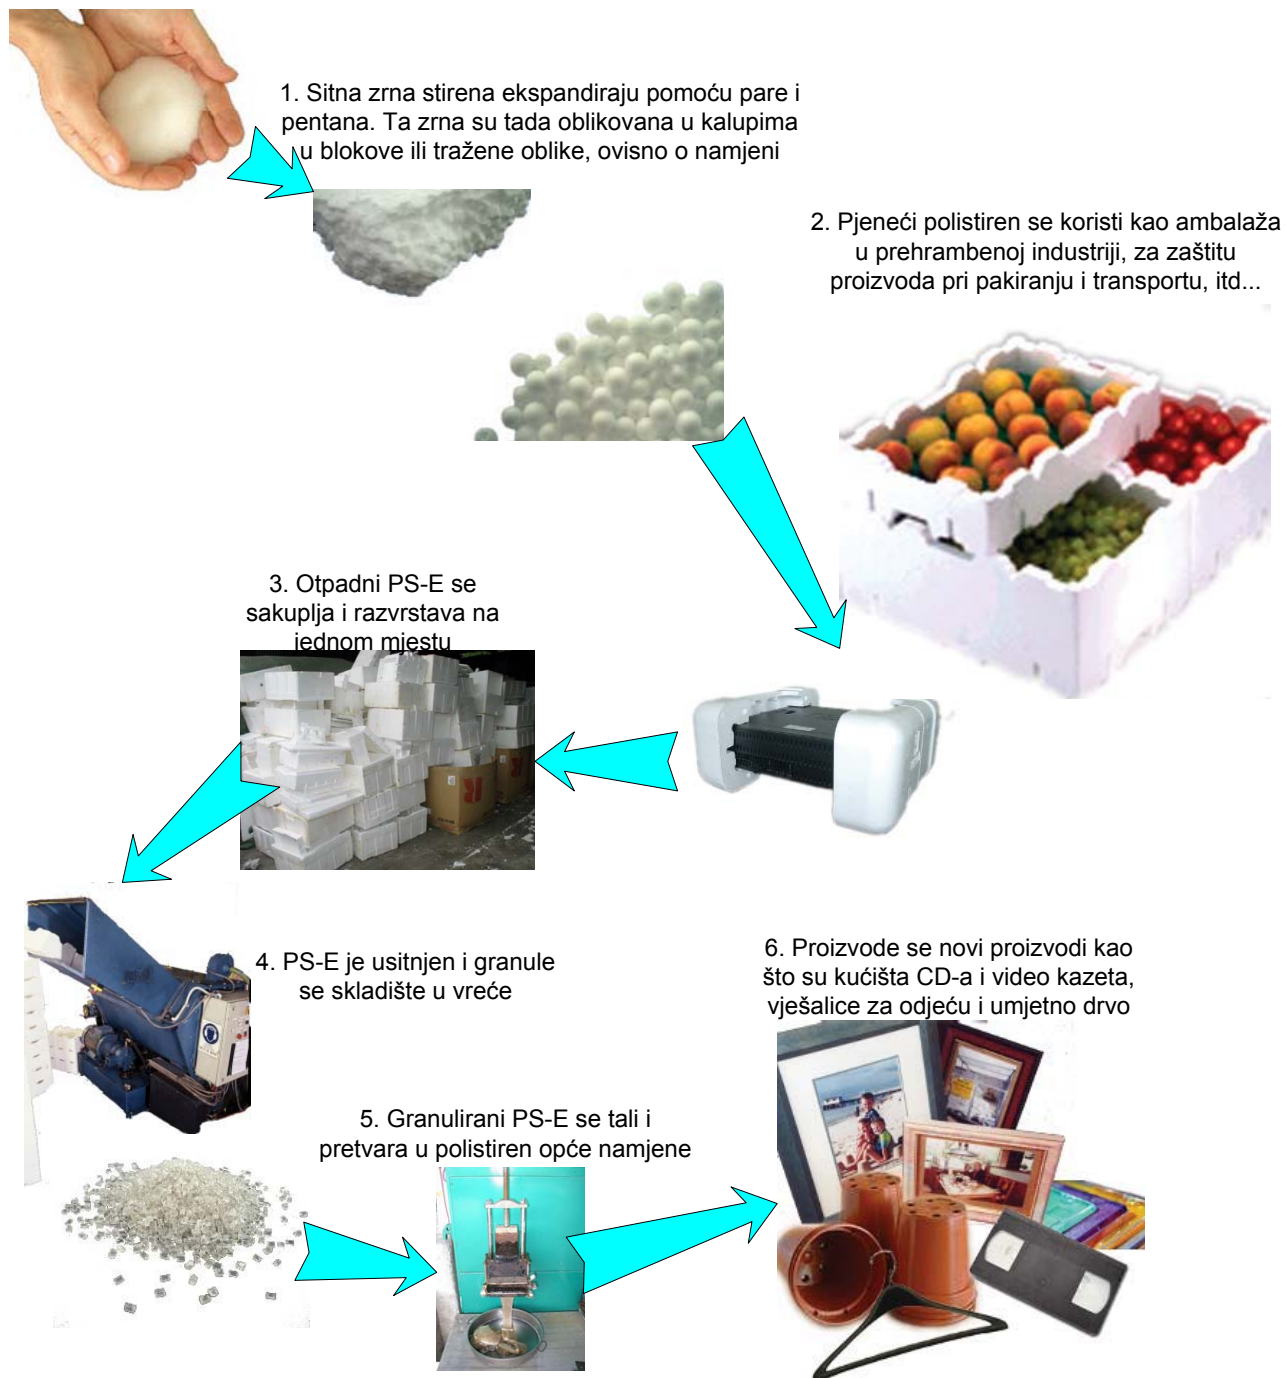 1. Sitna zrna stirena ekspandiraju pomoću pare i
pentana. Ta zrna su tada oblikovana u kalupima
u blokove ili tražene oblike, ovisno o namjeni
2. Pjeneći polistiren se koristi kao ambalaža
u prehrambenoj industriji, za zaštitu
proizvoda pri pakiranju i transportu, itd...
3. Otpadni PS-E se
sakuplja i razvrstava na
jednom mjestu
4. PS-E je usitnjen i granule
se skladište u vreće
5. Granulirani PS-E se tali i
pretvara u polistiren opće namjene
6. Proizvode se novi proizvodi kao
što su kućišta CD-a i video kazeta,
vješalice za odjeću i umjetno drvo